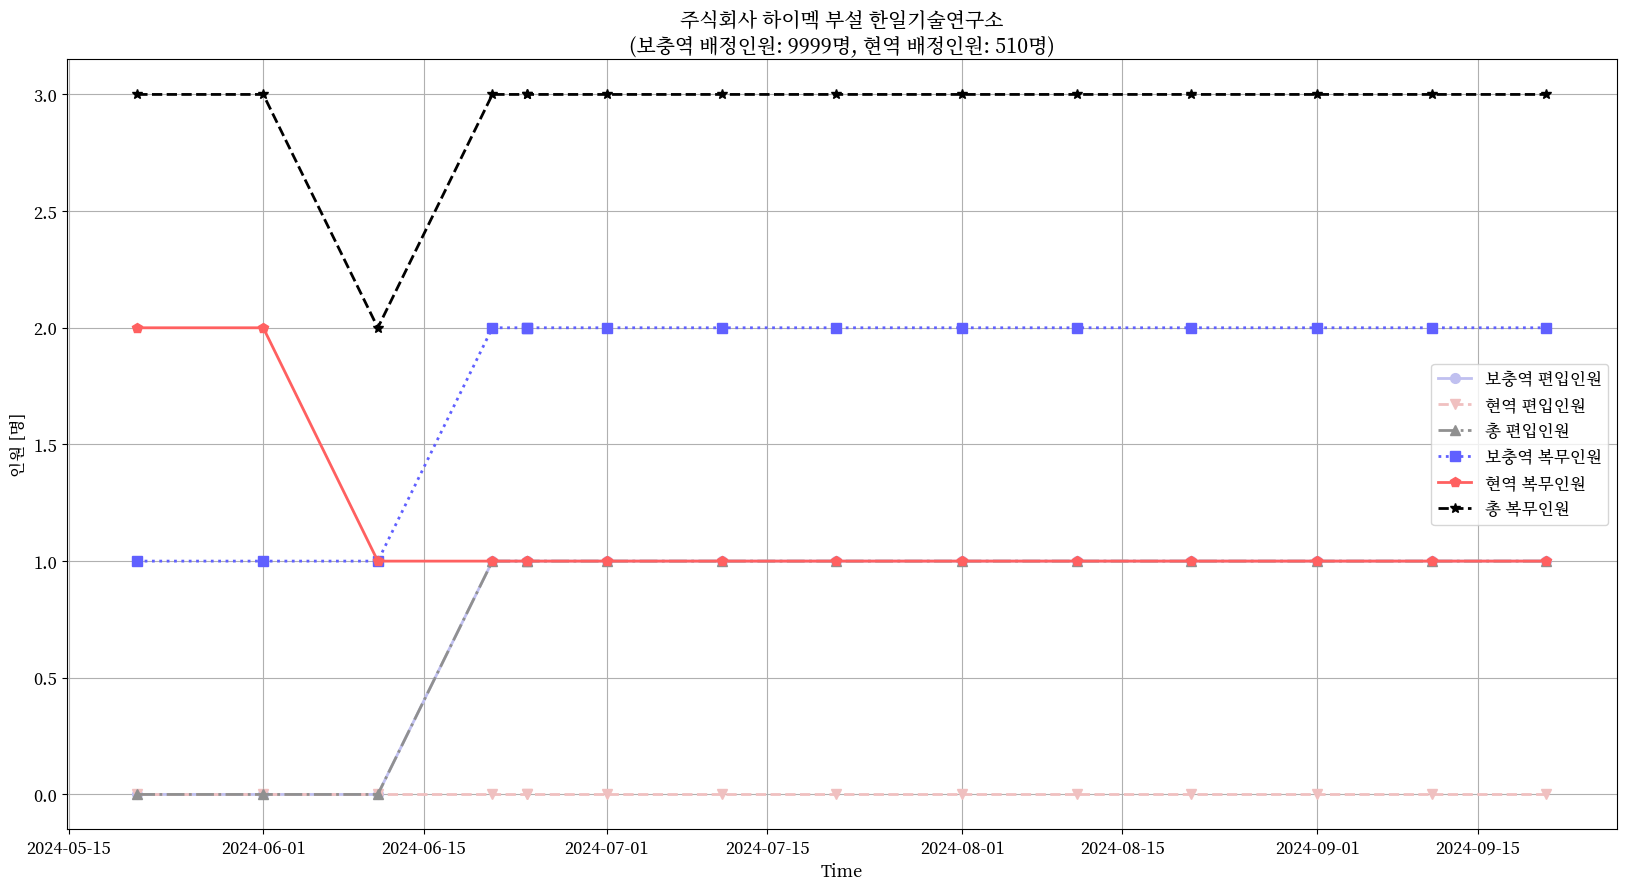 주식회사 하이멕 부설 한일기술연구소
(보충역 배정인원: 9999명, 현역 배정인원: 510명)
인원 [명]
3.0
2.5
2.0
1.5
1.0
0.5
0.0
보충역 편입인원
현역 편입인원
총 편입인원
보충역 복무인원
현역 복무인원
총 복무인원
2024-05-15 2024-06-01 2024-06-15 2024-07-01 2024-07-15 2024-08-01 2024-08-15 2024-09-01 2024-09-15
Time